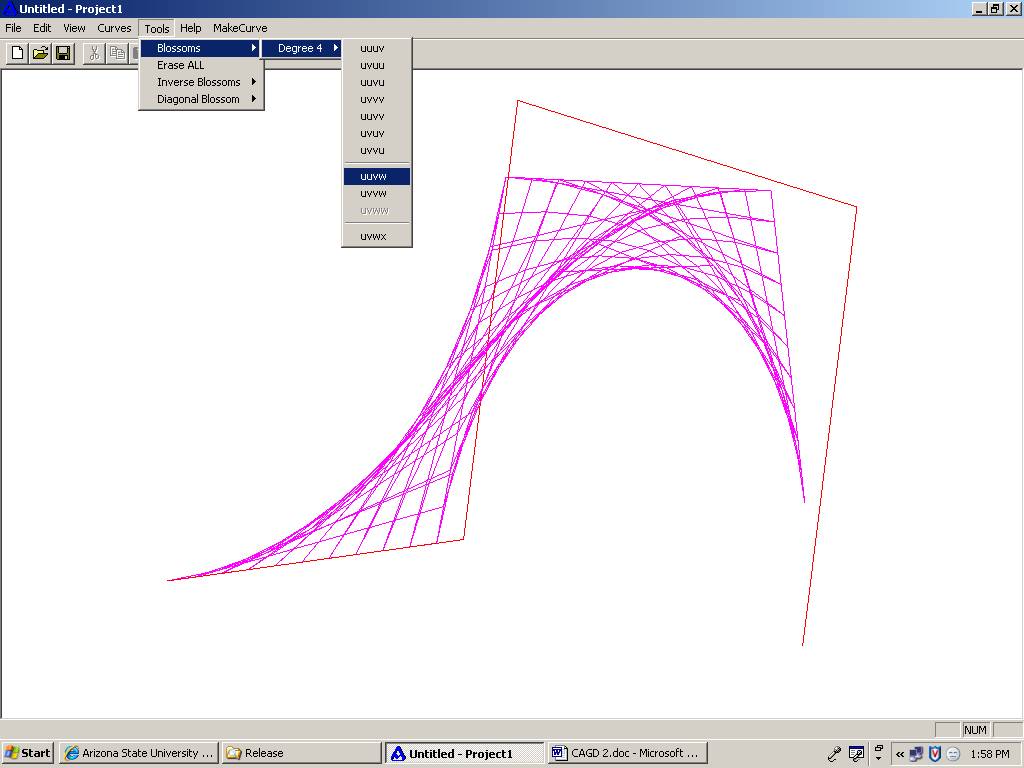 Untitled - Project1
File Edit View Curves Tools Help MakeCurve
Blossoms
Erase ALL
Inverse Blossoms
Diagonal Blossom
Degree 4
uuuv
uvuu
uuvu
uvvv
uuvv
uvuv
uvvu
uuvw
uvvw
uvww
uvwx
NUM
Start Arizona State University ... Release Untitled - Project1 CAGD 2.doc - Microsoft ... 1:58 PM